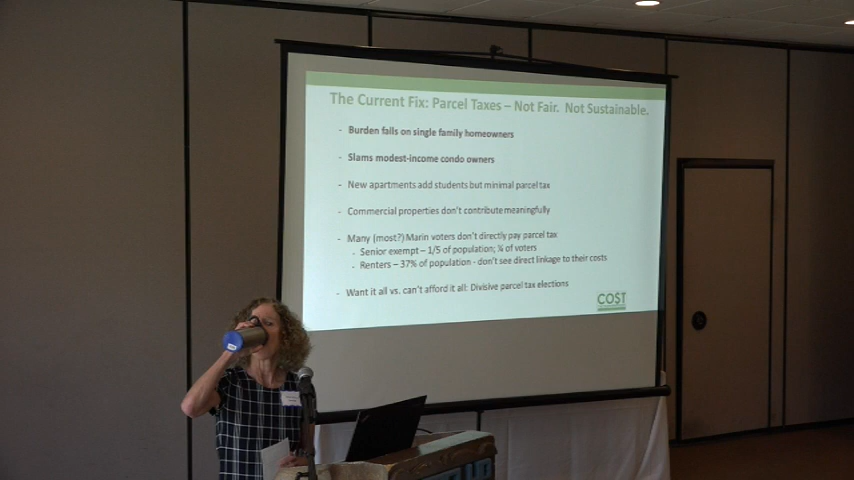 The Current Fix: Parcel Taxes – Not Fair. Not Sustainable.
- Burden falls on single family homeowners
- Slams modest-income condo owners
- New apartments add students but minimal parcel tax
- Commercial properties don't contribute meaningfully
- Many (most?) Marin voters don't directly pay parcel tax
- Senior exempt – 1/5 of population; ¼ of voters
- Renters – 37% of population - don't see direct linkage to their costs
- Want it all vs. can't afford it all: Divisive parcel tax elections
CO$T